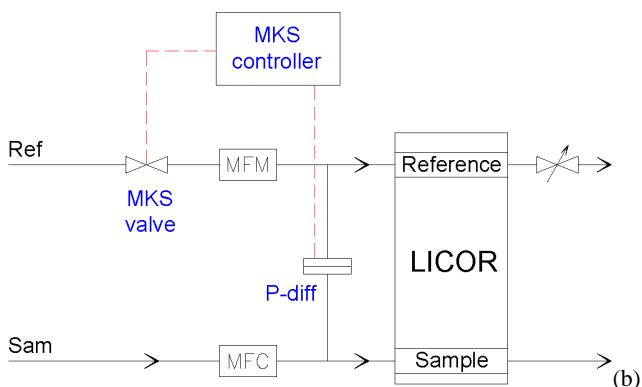 MKS
controller
Ref
MFM
Reference
MKS
valve
LICOR
P-diff
Sam
MFC
Sample
(b)